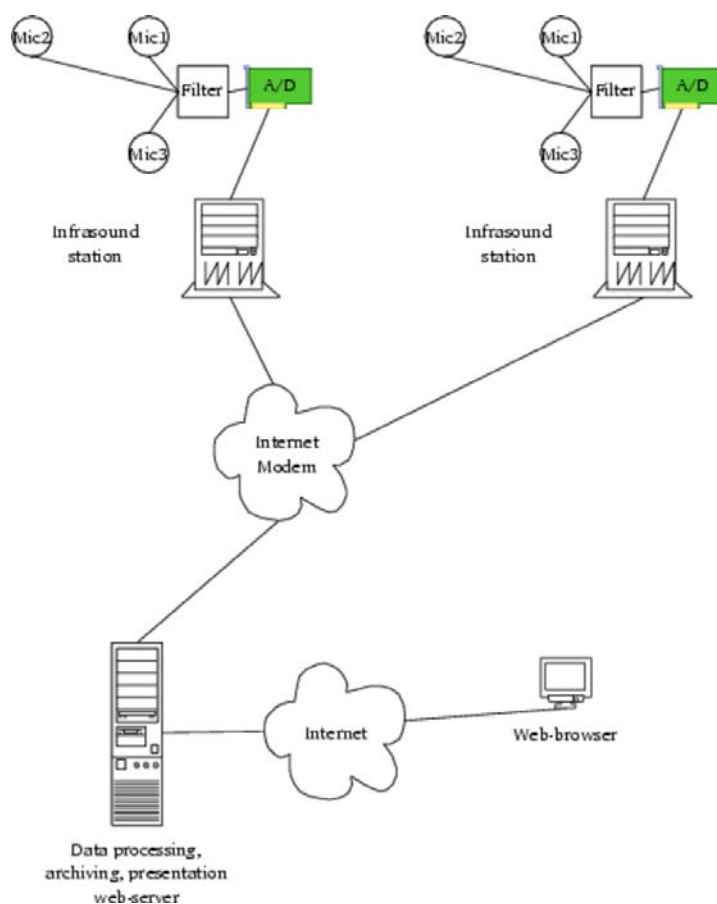 Mic2
Mic1
Filter
A/D
Mic3
Infrasound
station
Mic2
Mic1
Filter
A/D
Mic3
Infrasound
station
Internet
Modem
Internet
Web-browser
Data processing,
archiving, presentation
web-server